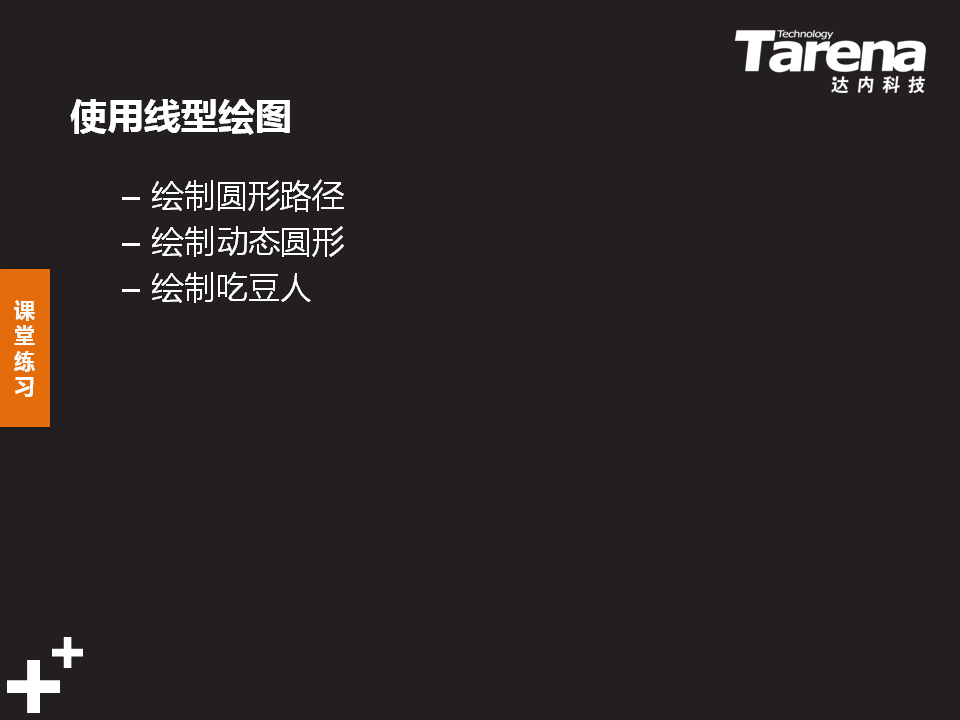 Technology
Tarena
达内科技
使用线型绘图
– 绘制圆形路径
– 绘制动态圆形
– 绘制吃豆人
课
堂
练
习